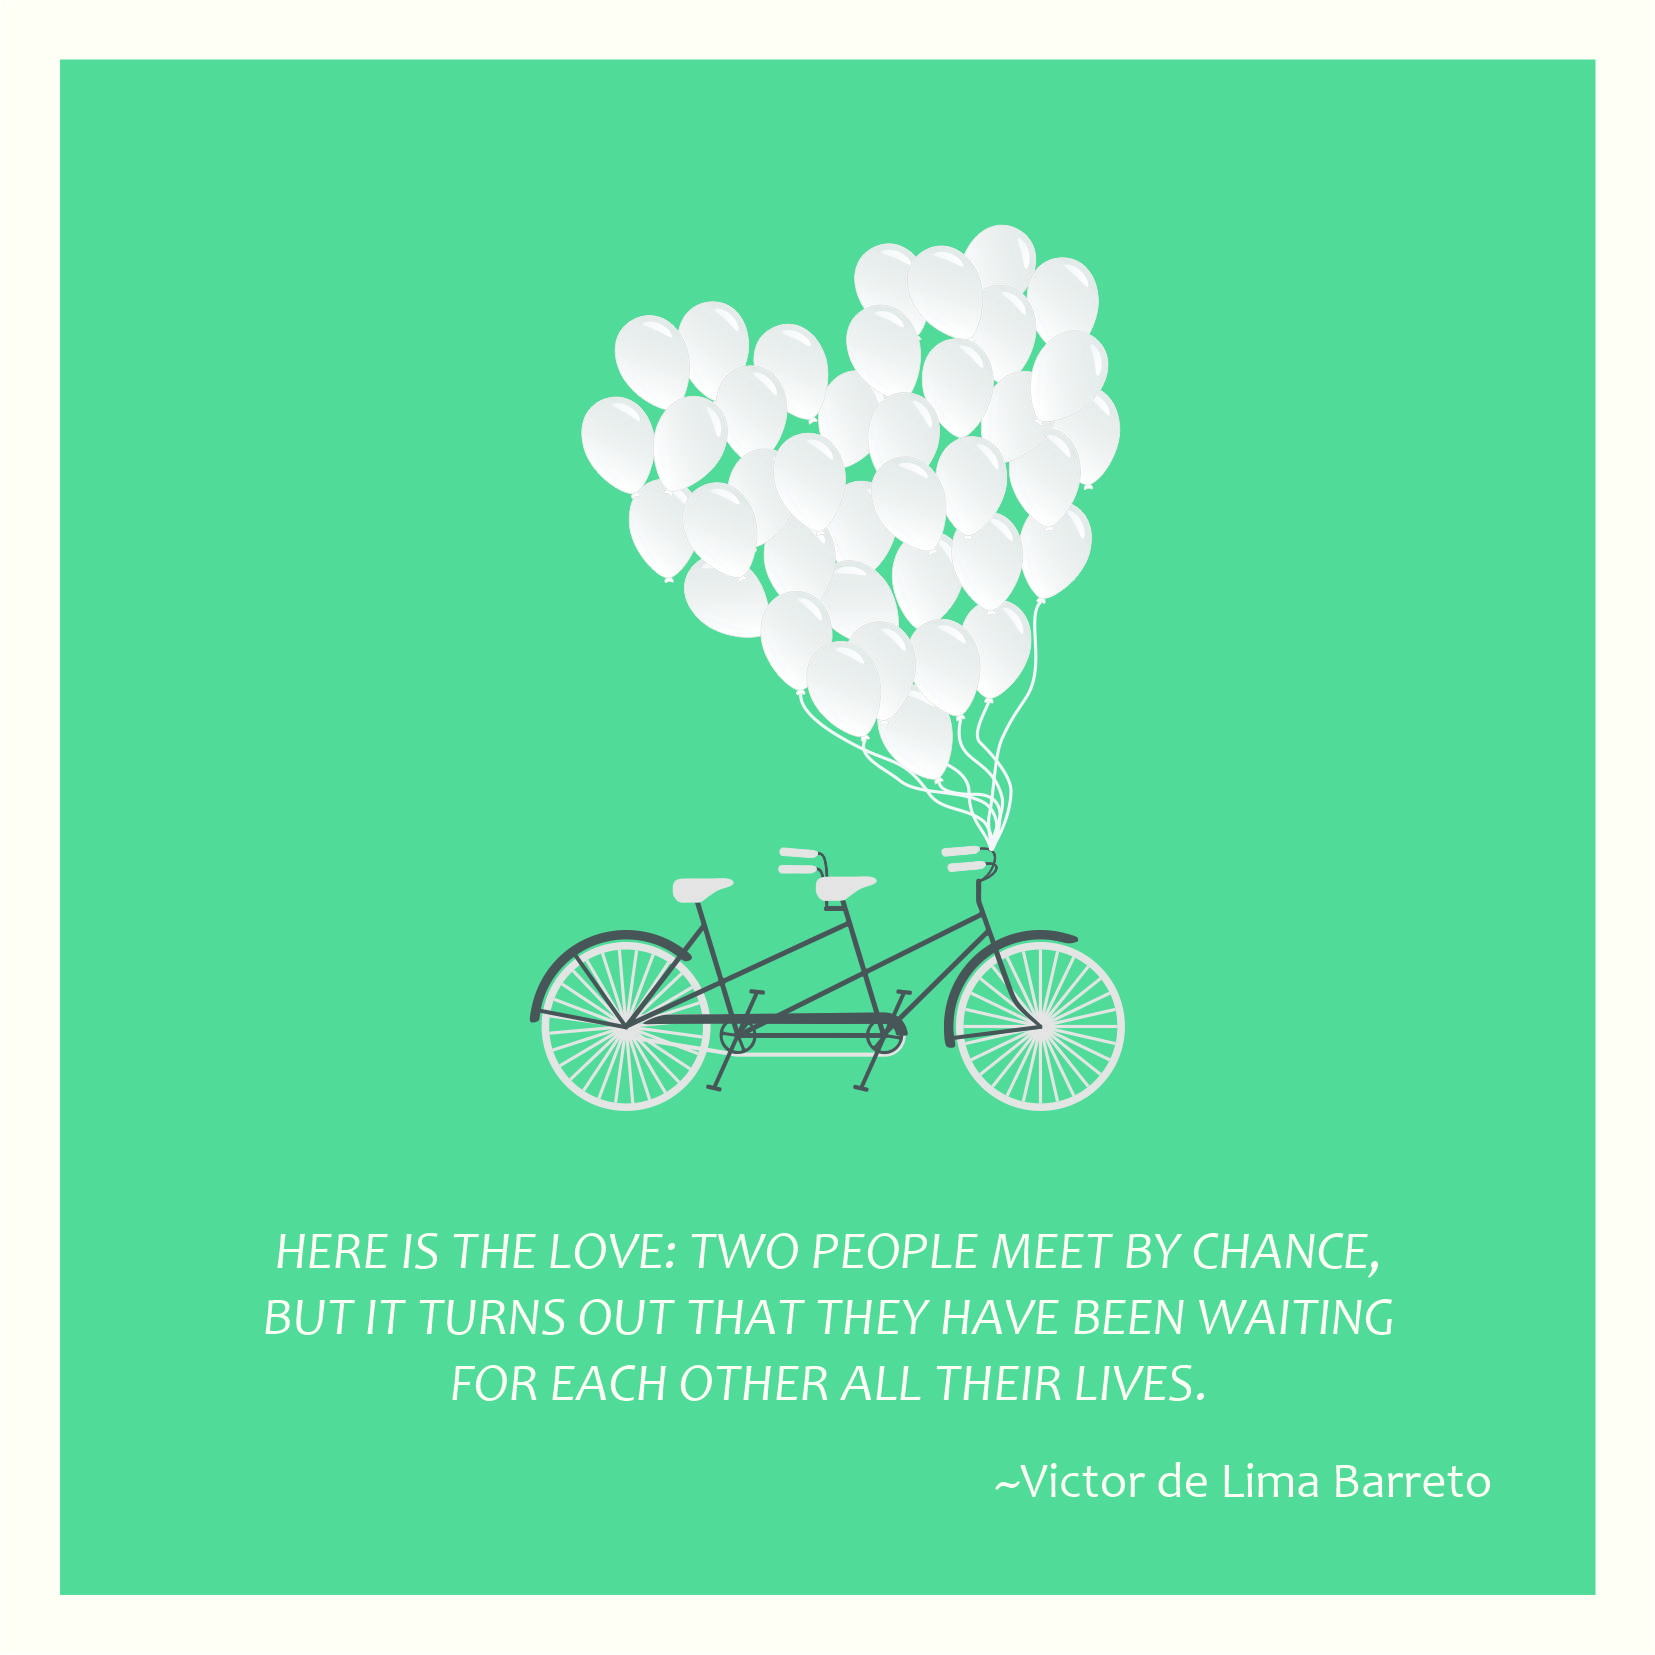 HERE IS THE LOVE: TWO PEOPLE MEET BY CHANCE,
BUT IT TURNS OUT THAT THEY HAVE BEEN WAITING
FOR EACH OTHER ALL THEIR LIVES.
~Victor de Lima Barreto